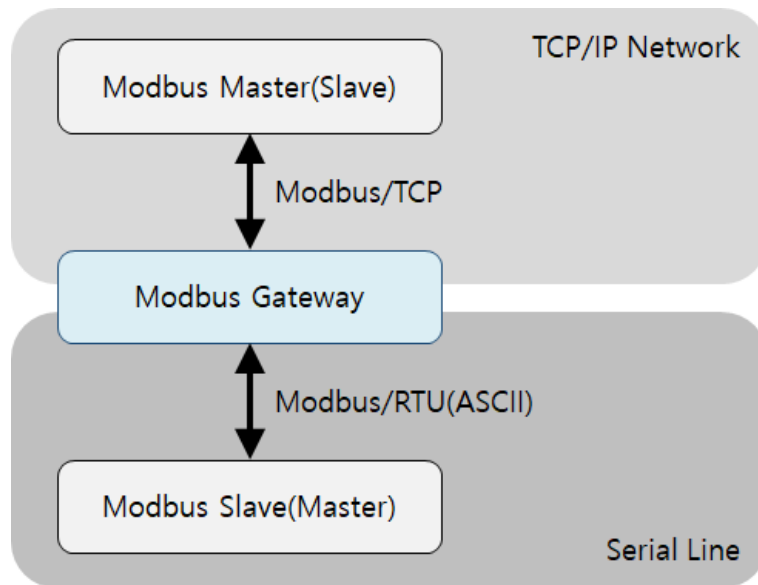 TCP/IP Network
Modbus Master(Slave)
Modbus/TCP
Modbus Gateway
Modbus/RTU(ASCII)
Modbus Slave(Master)
Serial Line